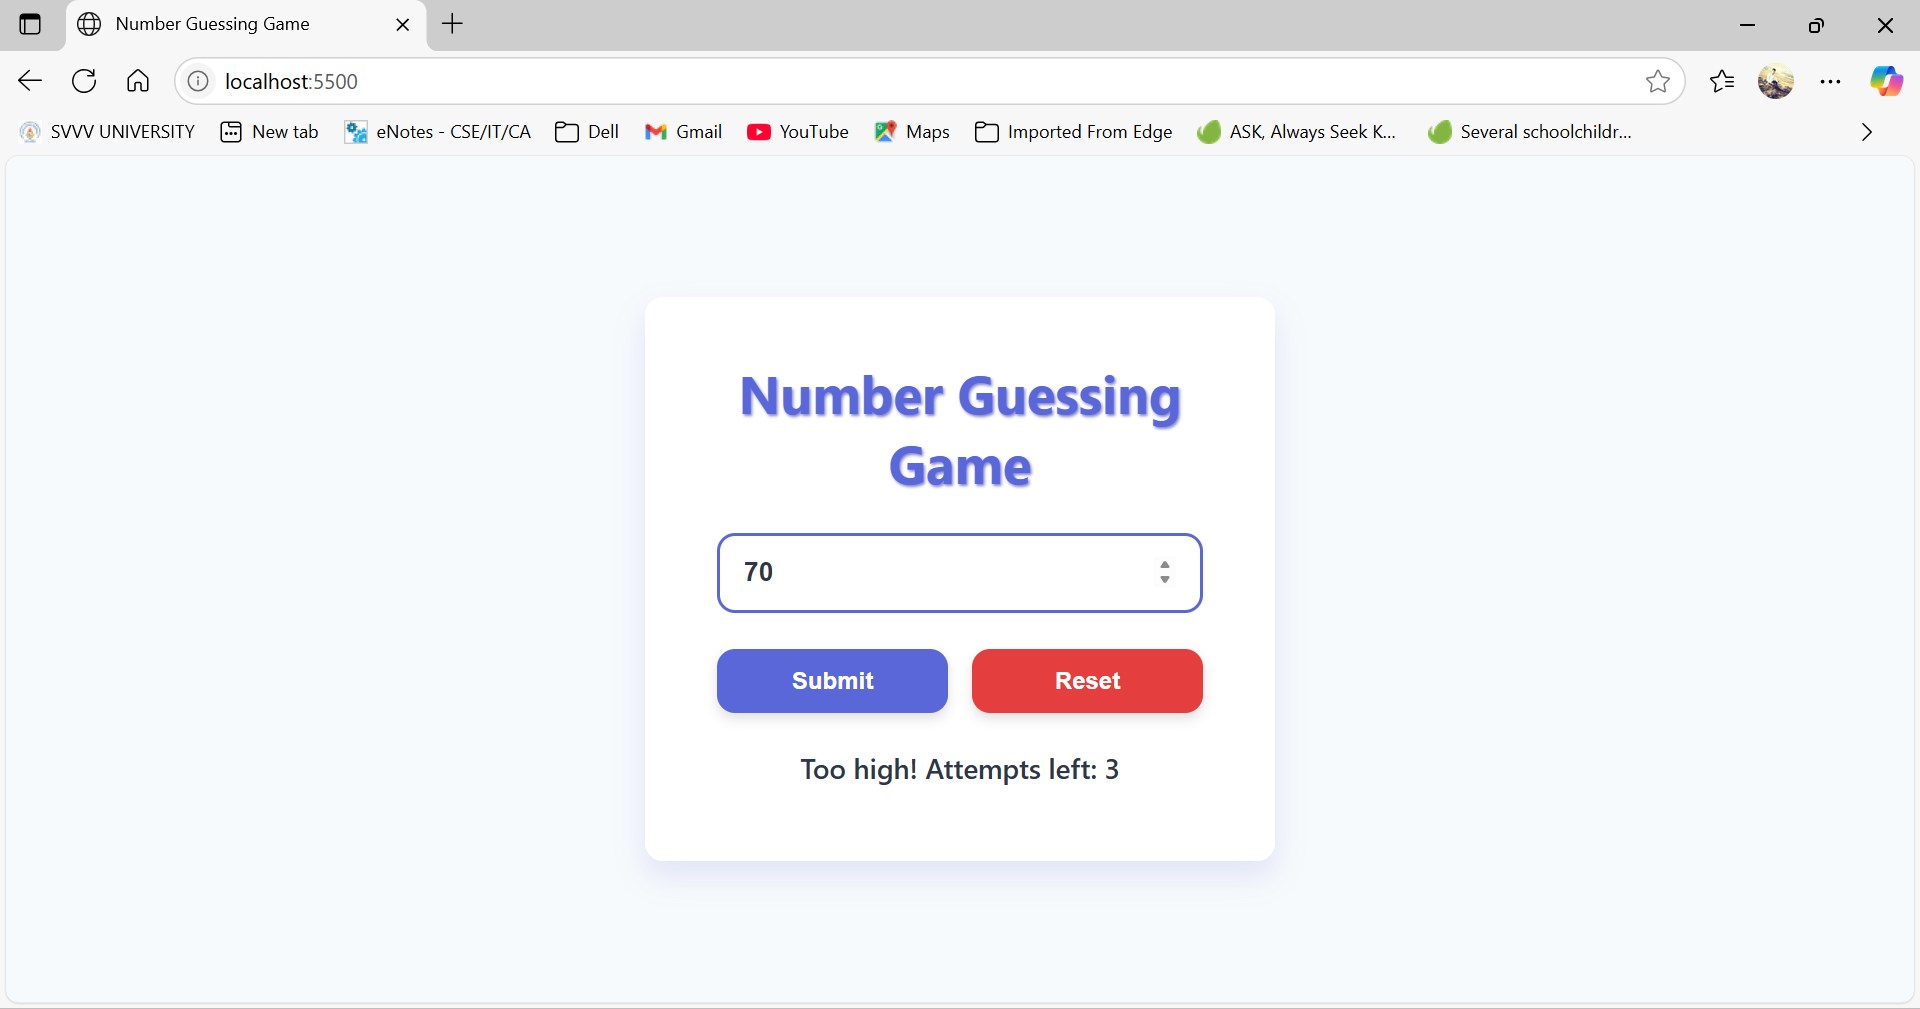 Number Guessing Game
localhost:5500
SVVV UNIVERSITY New tab eNotes - CSE/IT/CA Dell Gmail YouTube Maps Imported From Edge ASK, Always Seek K... Several schoolchildr...
Number Guessing
Game
70
Submit Reset
Too high! Attempts left: 3